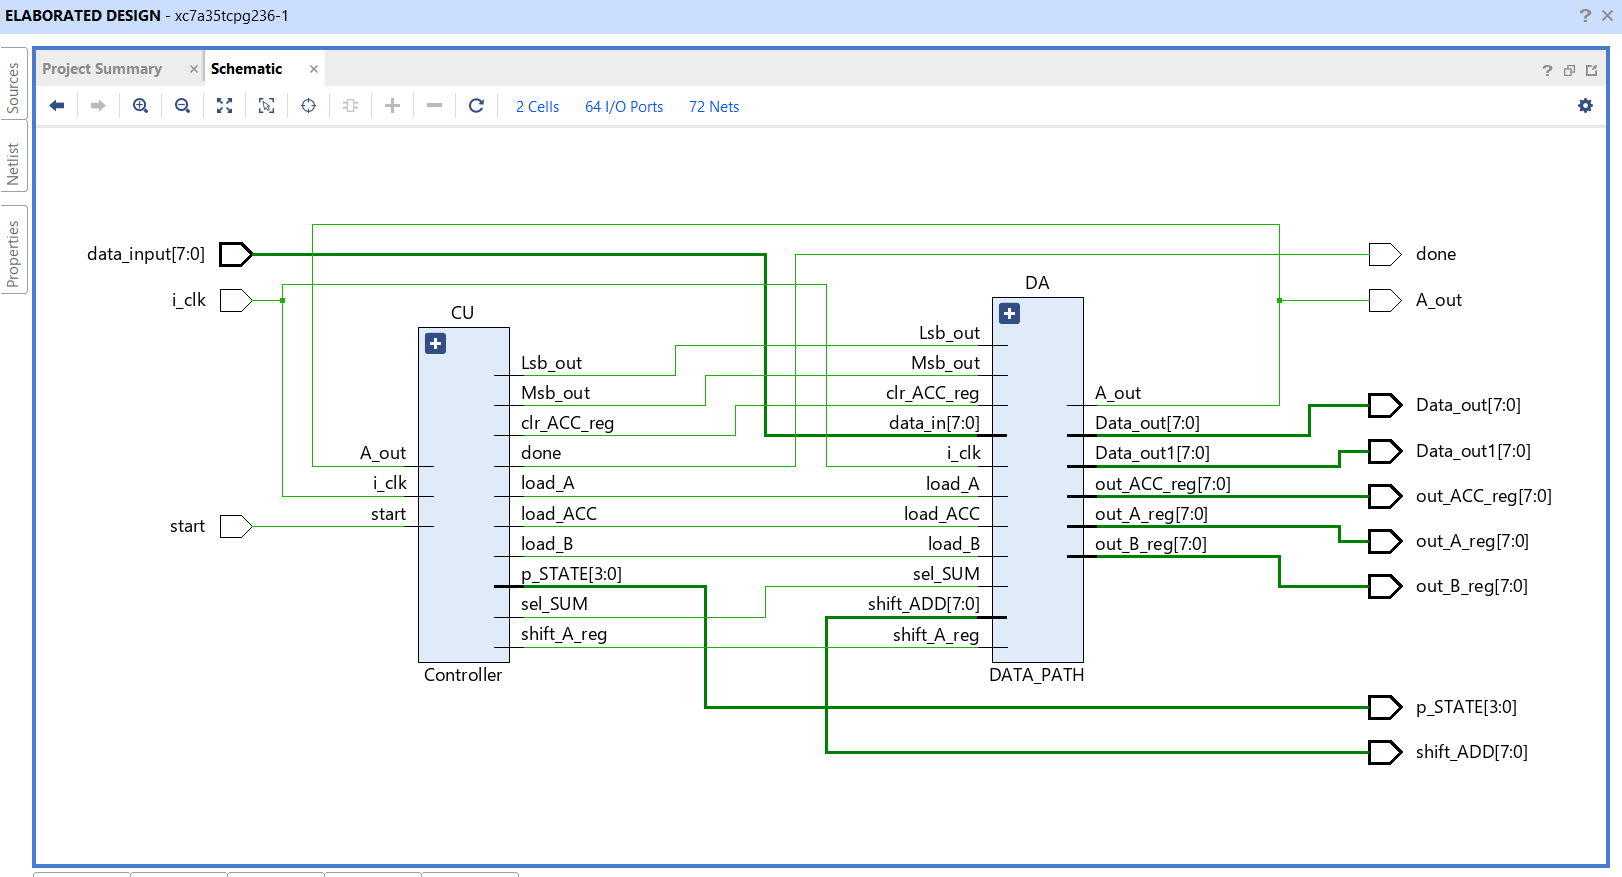 ELABORATED DESIGN - xc7a35tcpg236-1
? ×
Sources
Netlist
Properties
Project Summary ×
Schematic ×
?
2 Cells
64 I/O Ports
72 Nets
data_input[7:0]
i_clk
start
CU
Lsb_out
Msb_out
clr_ACC_reg
done
load_A
load_ACC
load_B
p_STATE[3:0]
sel_SUM
shift_A_reg
A_out
i_clk
start
Controller
DA
Lsb_out
Msb_out
clr_ACC_reg
data_in[7:0]
i_clk
load_A
load_ACC
load_B
sel_SUM
shift_ADD[7:0]
shift_A_reg
A_out
Data_out[7:0]
Data_out1[7:0]
out_ACC_reg[7:0]
out_A_reg[7:0]
out_B_reg[7:0]
DATA_PATH
done
A_out
Data_out[7:0]
Data_out1[7:0]
out_ACC_reg[7:0]
out_A_reg[7:0]
out_B_reg[7:0]
p_STATE[3:0]
shift_ADD[7:0]